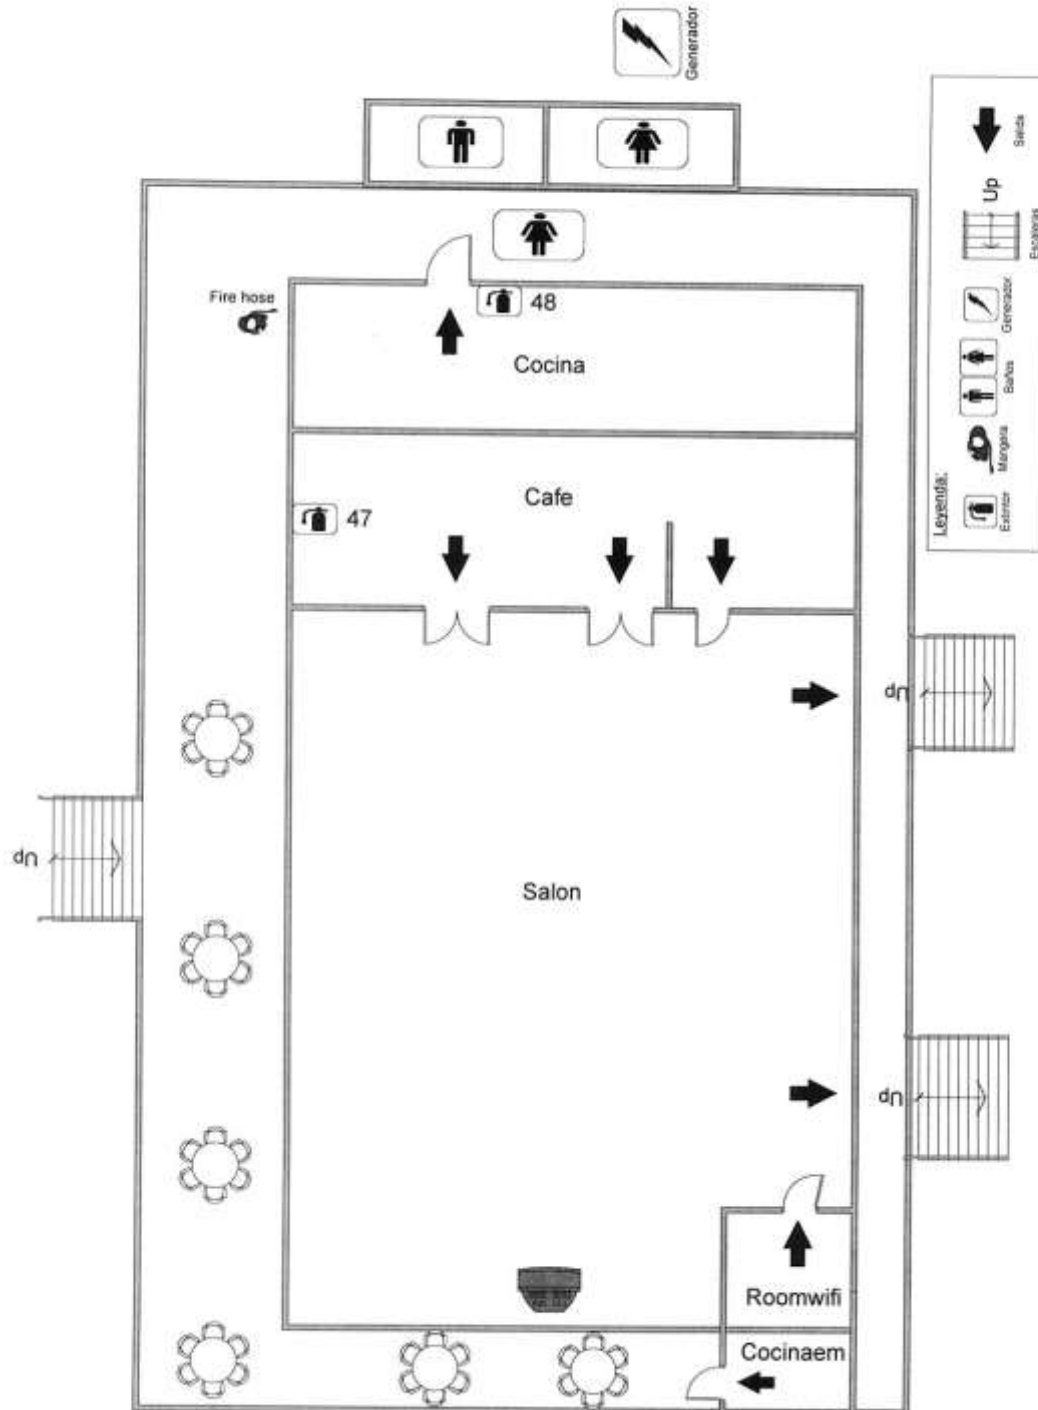 Generador
Fire hose
48
Cocina
Cafe
47
Up
Up
Salon
Up
Roomwifi
Cocinaem
Leyenda:
Extintor
Mangera
Baños
Generador
Escaleras
Up
Salida